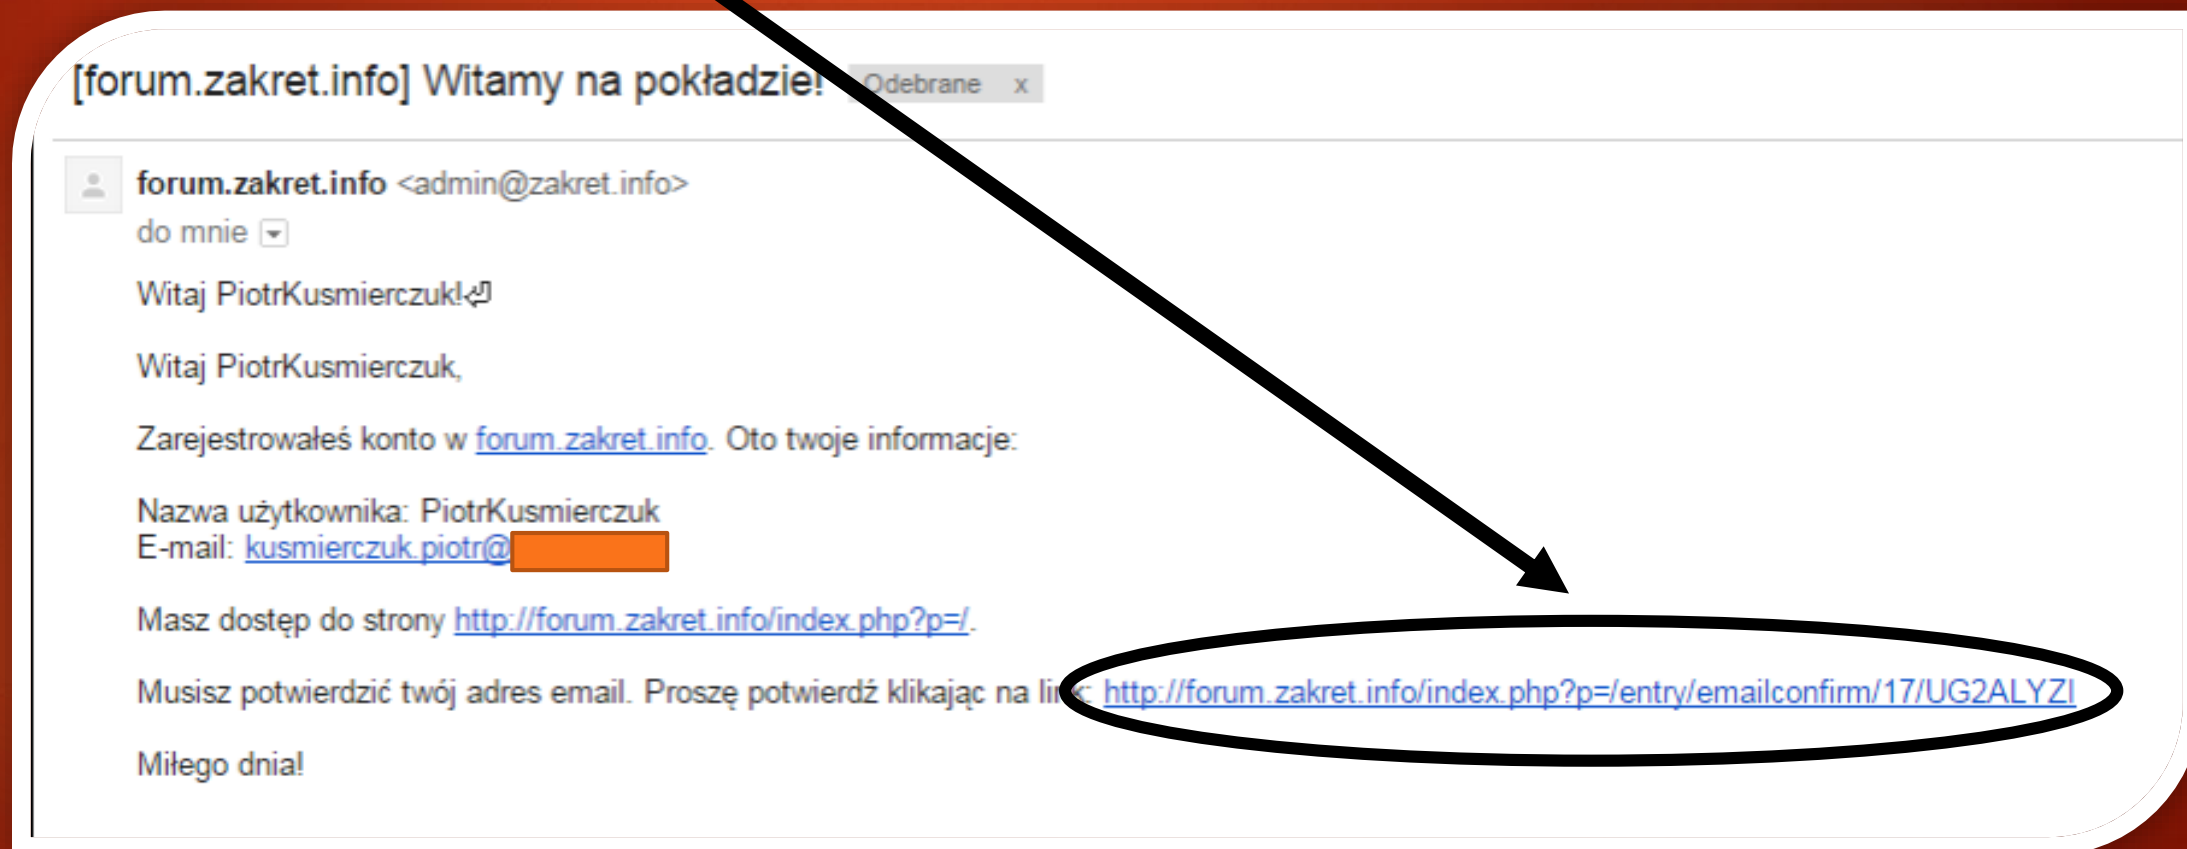 [forum.zakret.info] Witamy na pokładzie! Odebrane x
forum.zakret.info <admin@zakret.info>
do mnie
Witaj PiotrKusmierczuk!⏎
Witaj PiotrKusmierczuk,
Zarejestrowałeś konto w forum.zakret.info. Oto twoje informacje:
Nazwa użytkownika: PiotrKusmierczuk
E-mail: kusmierczuk.piotr@
Masz dostęp do strony http://forum.zakret.info/index.php?p=/.
Musisz potwierdzić twój adres email. Proszę potwierdź klikając na link: http://forum.zakret.info/index.php?p=/entry/emailconfirm/17/UG2ALYZI
Miłego dnia!